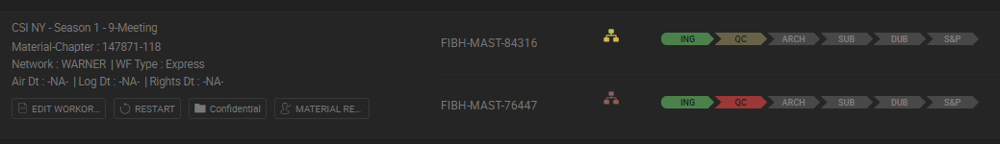 CSI NY - Season 1 - 9-Meeting
Material-Chapter : 147871-118
Network : WARNER | WF Type : Express
Air Dt : -NA- | Log Dt : -NA- | Rights Dt : -NA-
EDIT WORKOR... RESTART Confidential MATERIAL RE...
FIBH-MAST-84316 ING QC ARCH SUB DUB S&P
FIBH-MAST-76447 ING QC ARCH SUB DUB S&P